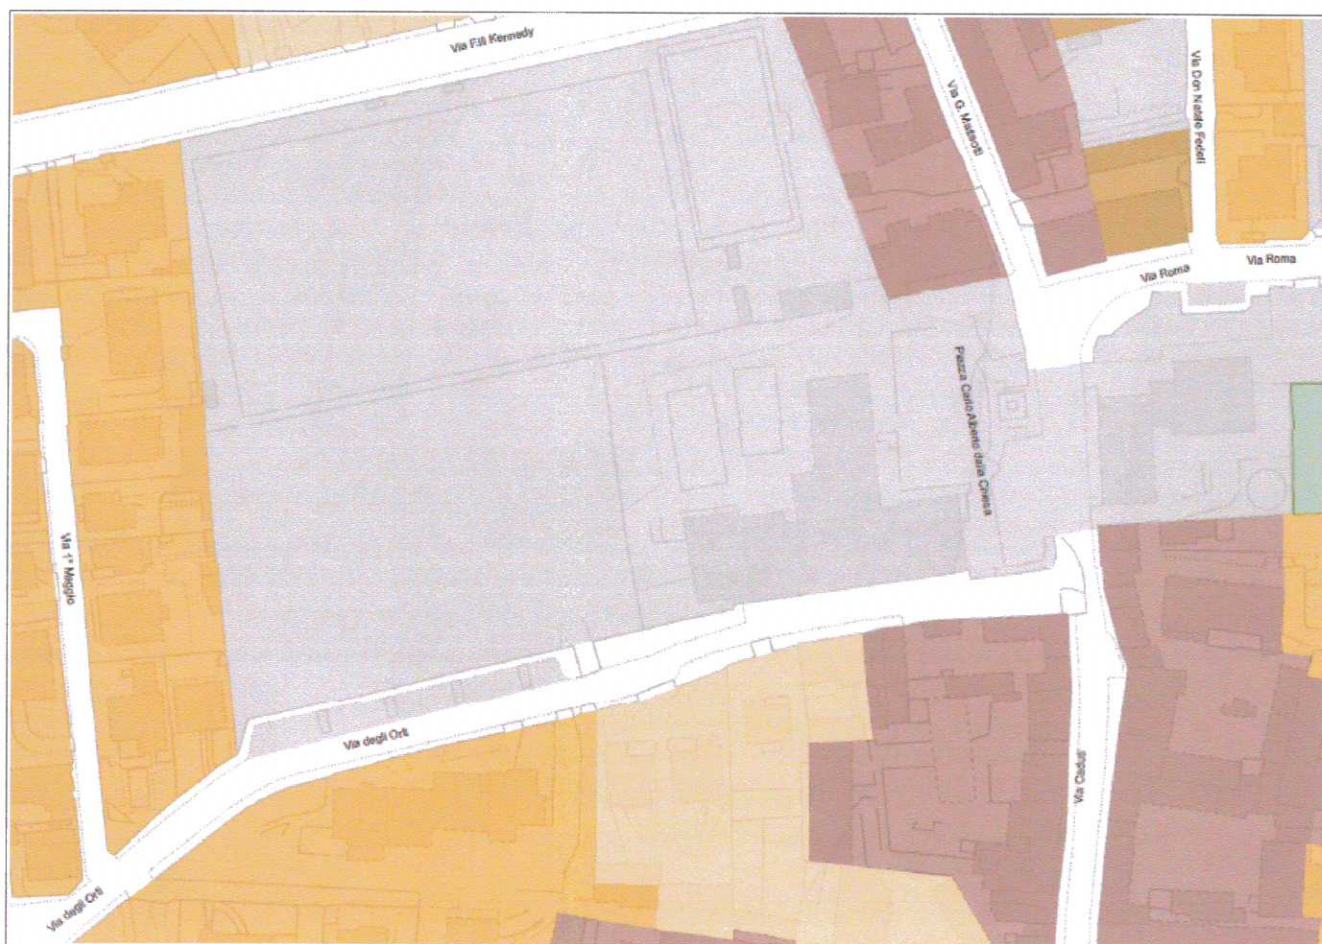 Via F.lli Kennedy
Via G. Matteotti
Via Don Natale Fedeli
Via Roma
Via Roma
Piazza Carlo Alberto dalla Chiesa
Via 1° Maggio
Via degli Orti
Via Caduti
Via degli Orti